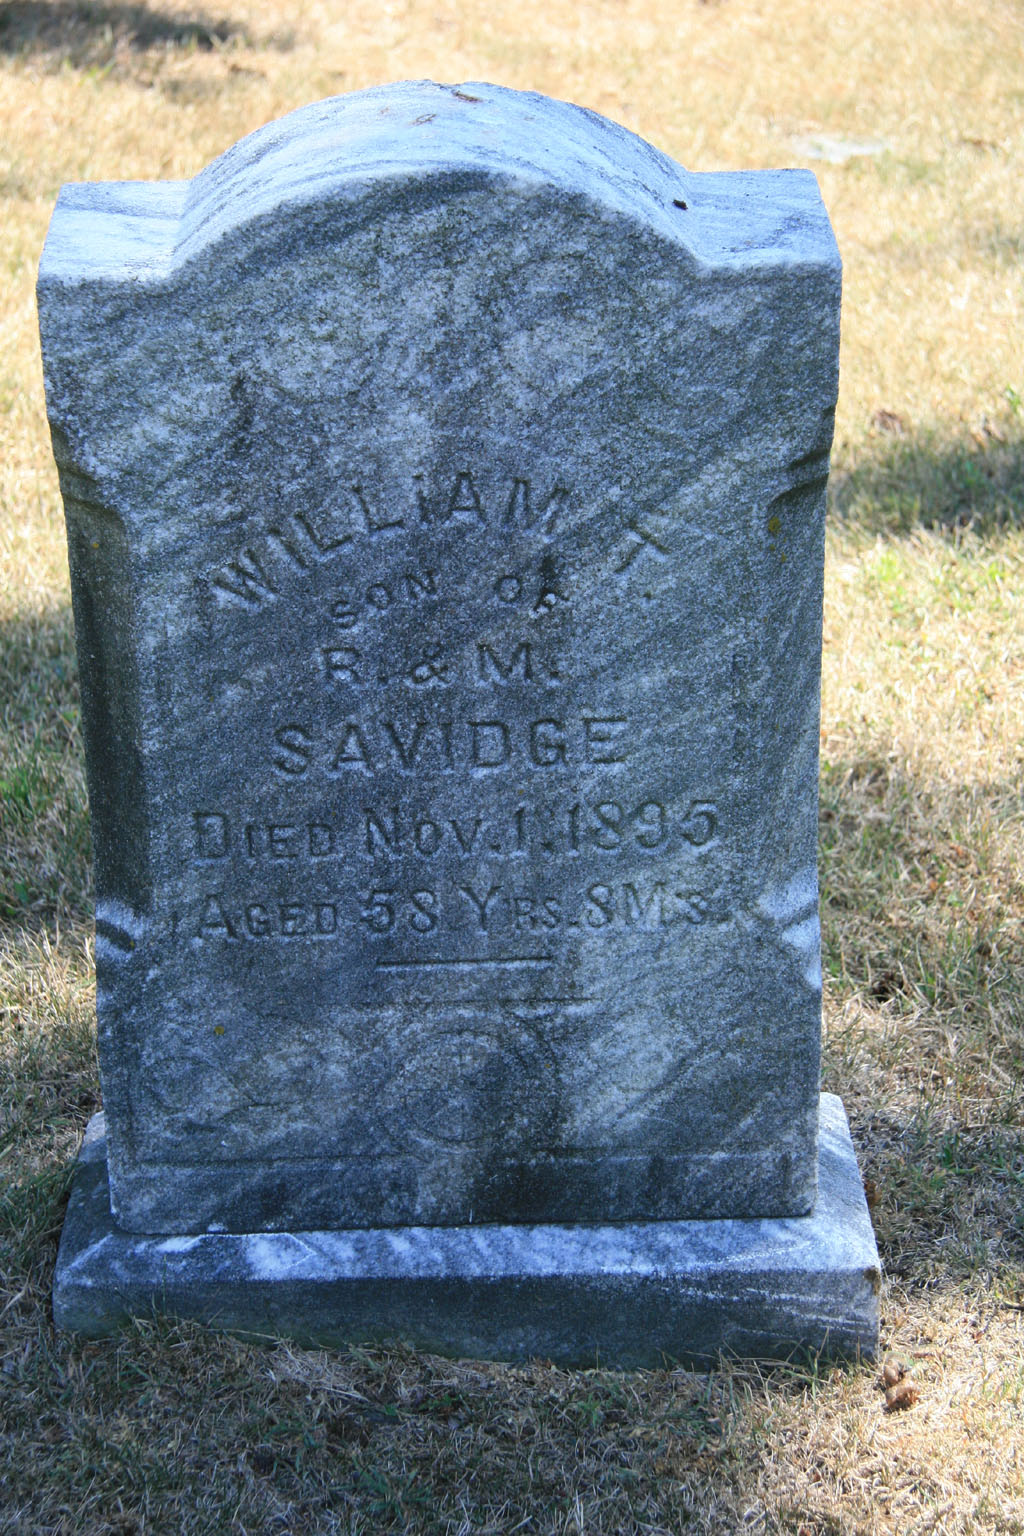 WILLIAM T.
SON OF
R. & M.
SAVIDGE
DIED NOV. 1. 1895
AGED 58 YRS. 8 MS.